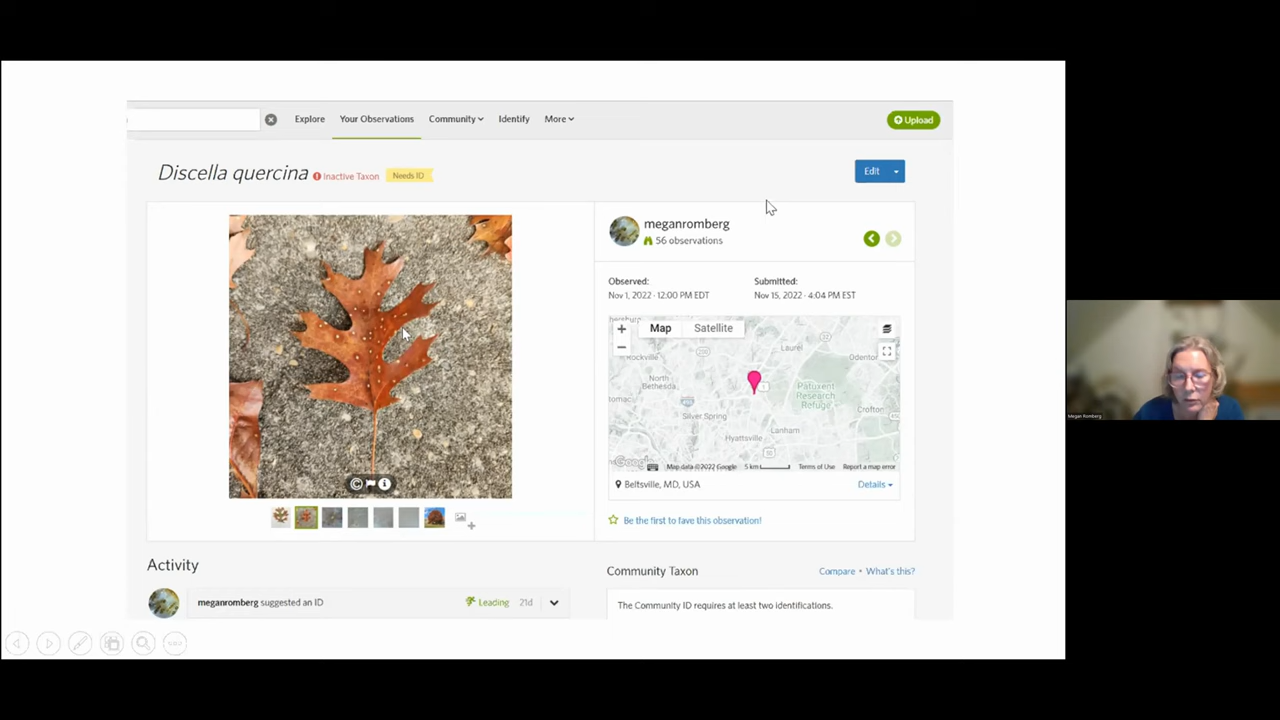 Explore Your Observations Community Identify More
Upload
Discella quercina Inactive Taxon Needs ID
Edit
meganromberg
56 observations
Observed: Submitted:
Nov 1, 2022 · 12:00 PM EDT Nov 15, 2022 · 4:04 PM EST
Map Satellite
Laurel
Rockville
Odenton
North
Bethesda
Patuxent
Research
Refuge
Crofton
Silver Spring
Lanham
Hyattsville
Google
Map data ©2022 Google 5 km Terms of Use Report a map error
Beltsville, MD, USA Details
Be the first to fave this observation!
Activity
meganromberg suggested an ID Leading 21d
Community Taxon Compare • What's this?
The Community ID requires at least two identifications.
Megan Romberg